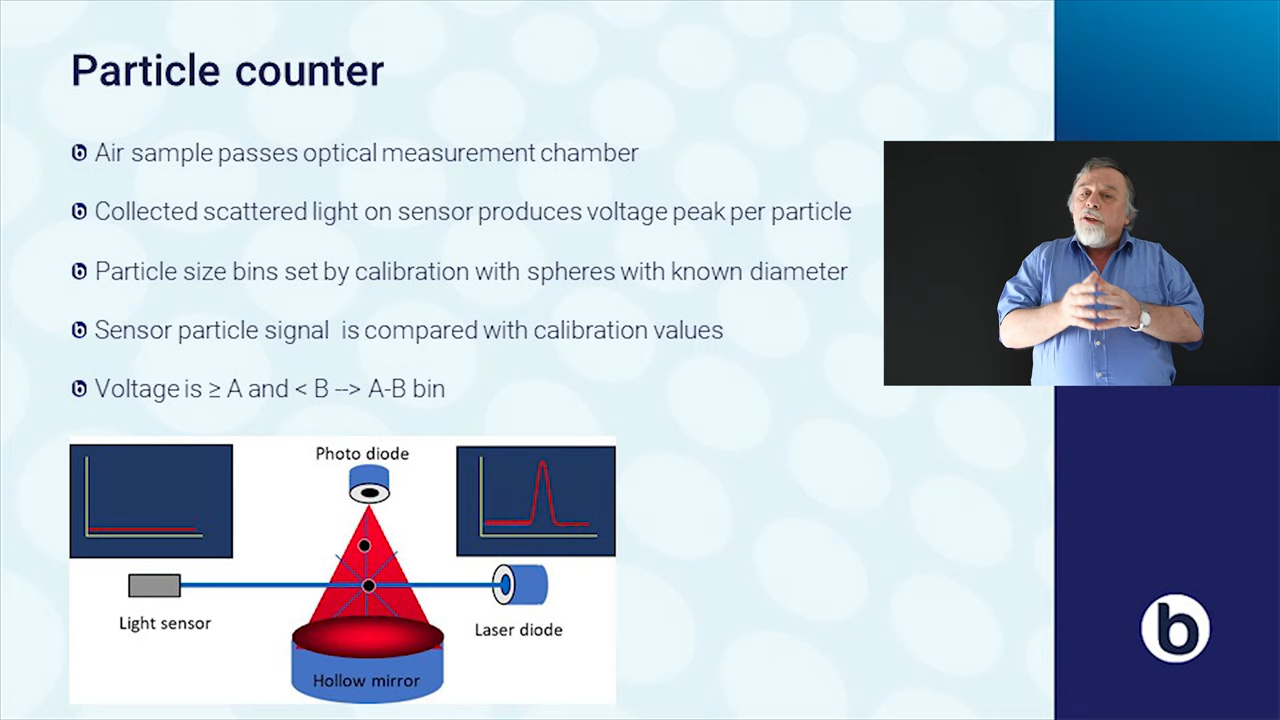 Particle counter
Air sample passes optical measurement chamber
Collected scattered light on sensor produces voltage peak per particle
Particle size bins set by calibration with spheres with known diameter
Sensor particle signal  is compared with calibration values
Voltage is ≥ A and < B --> A-B bin
Photo diode
Light sensor
Laser diode
Hollow mirror
b